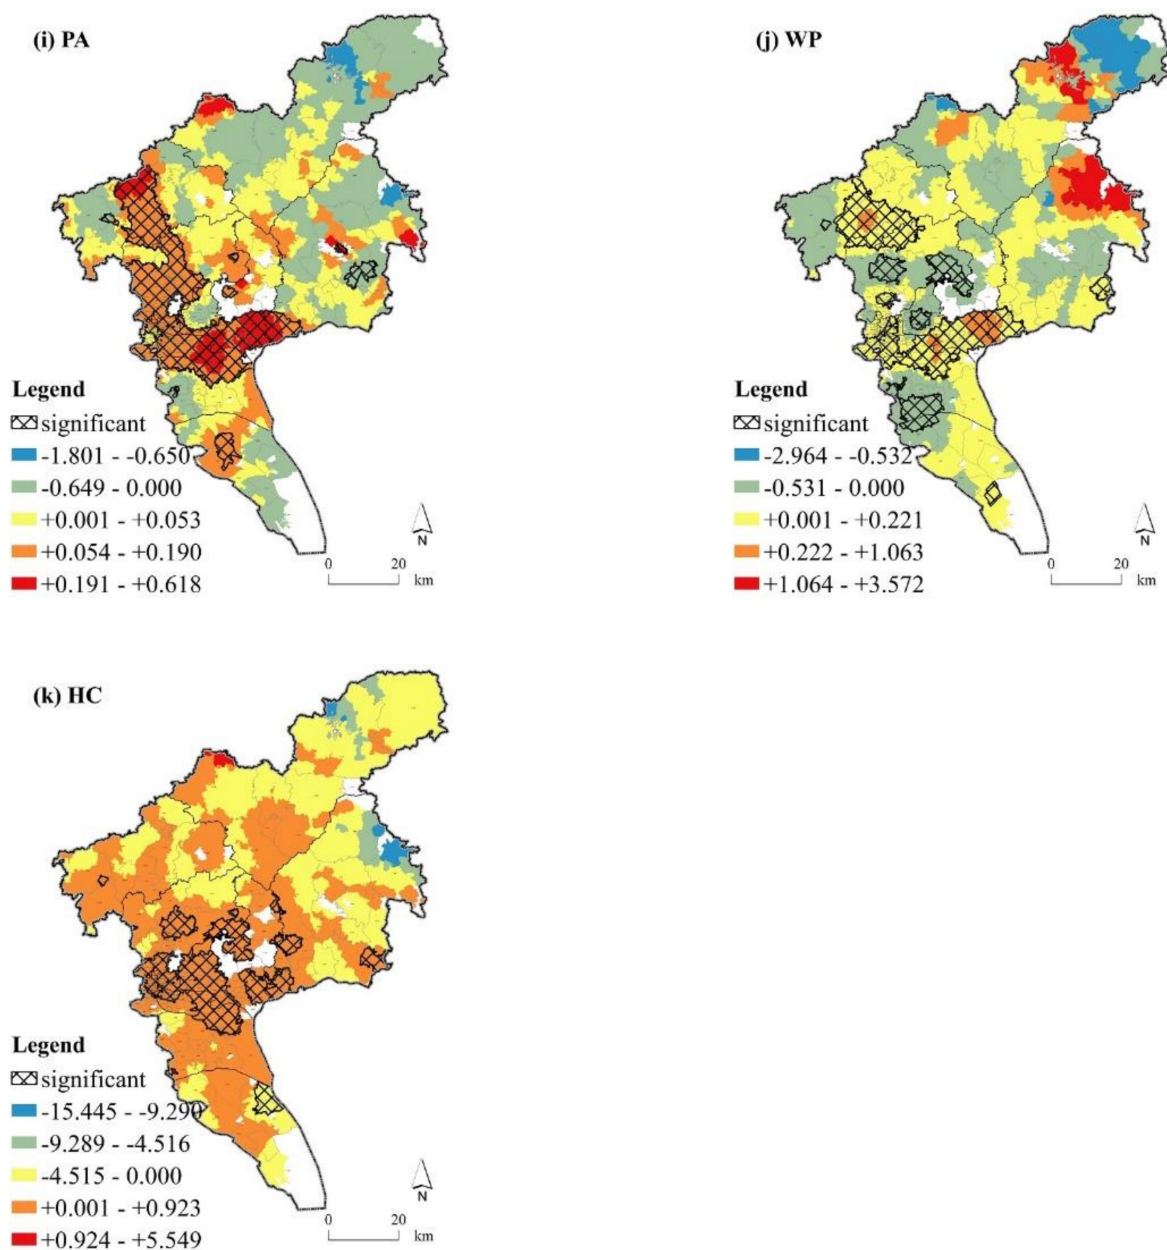 (i) PA
Legend
significant
-1.801 - -0.650
-0.649 - 0.000
+0.001 - +0.053
+0.054 - +0.190
+0.191 - +0.618
N
0 20
km
(j) WP
Legend
significant
-2.964 - -0.532
-0.531 - 0.000
+0.001 - +0.221
+0.222 - +1.063
+1.064 - +3.572
N
0 20
km
(k) HC
Legend
significant
-15.445 - -9.290
-9.289 - -4.516
-4.515 - 0.000
+0.001 - +0.923
+0.924 - +5.549
N
0 20
km